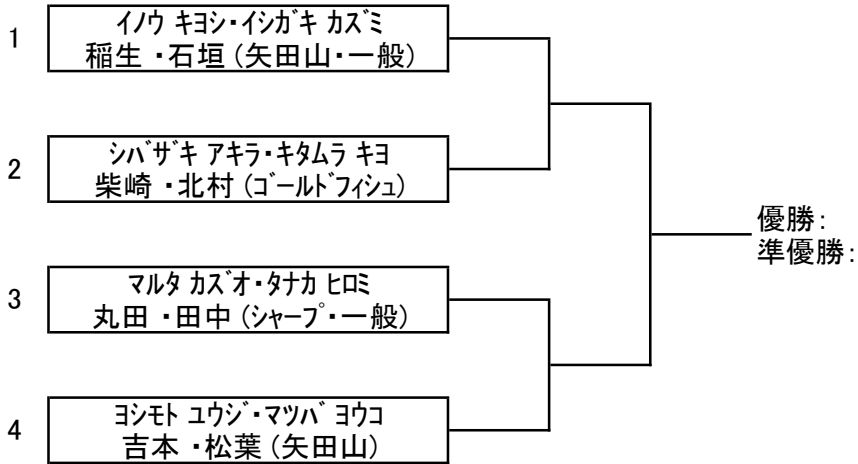 1
ｲﾉｳ ｷﾖｼ・ｲｼｶﾞｷ ｶｽﾞﾐ
稲生 ・石垣 (矢田山・一般)
2
ｼﾊﾞｻﾞｷ ｱｷﾗ・ｷﾀﾑﾗ ｷﾖ
柴崎 ・北村 (ｺﾞｰﾙﾄﾞﾌｨｼｭ)
優勝：
準優勝：
3
ﾏﾙﾀ ｶｽﾞｵ・ﾀﾅｶ ﾋﾛﾐ
丸田 ・田中 (ｼｬｰﾌﾟ・一般)
4
ﾖｼﾓﾄ ﾕｳｼﾞ・ﾏﾂﾊﾞ ﾖｳｺ
吉本 ・松葉 (矢田山)